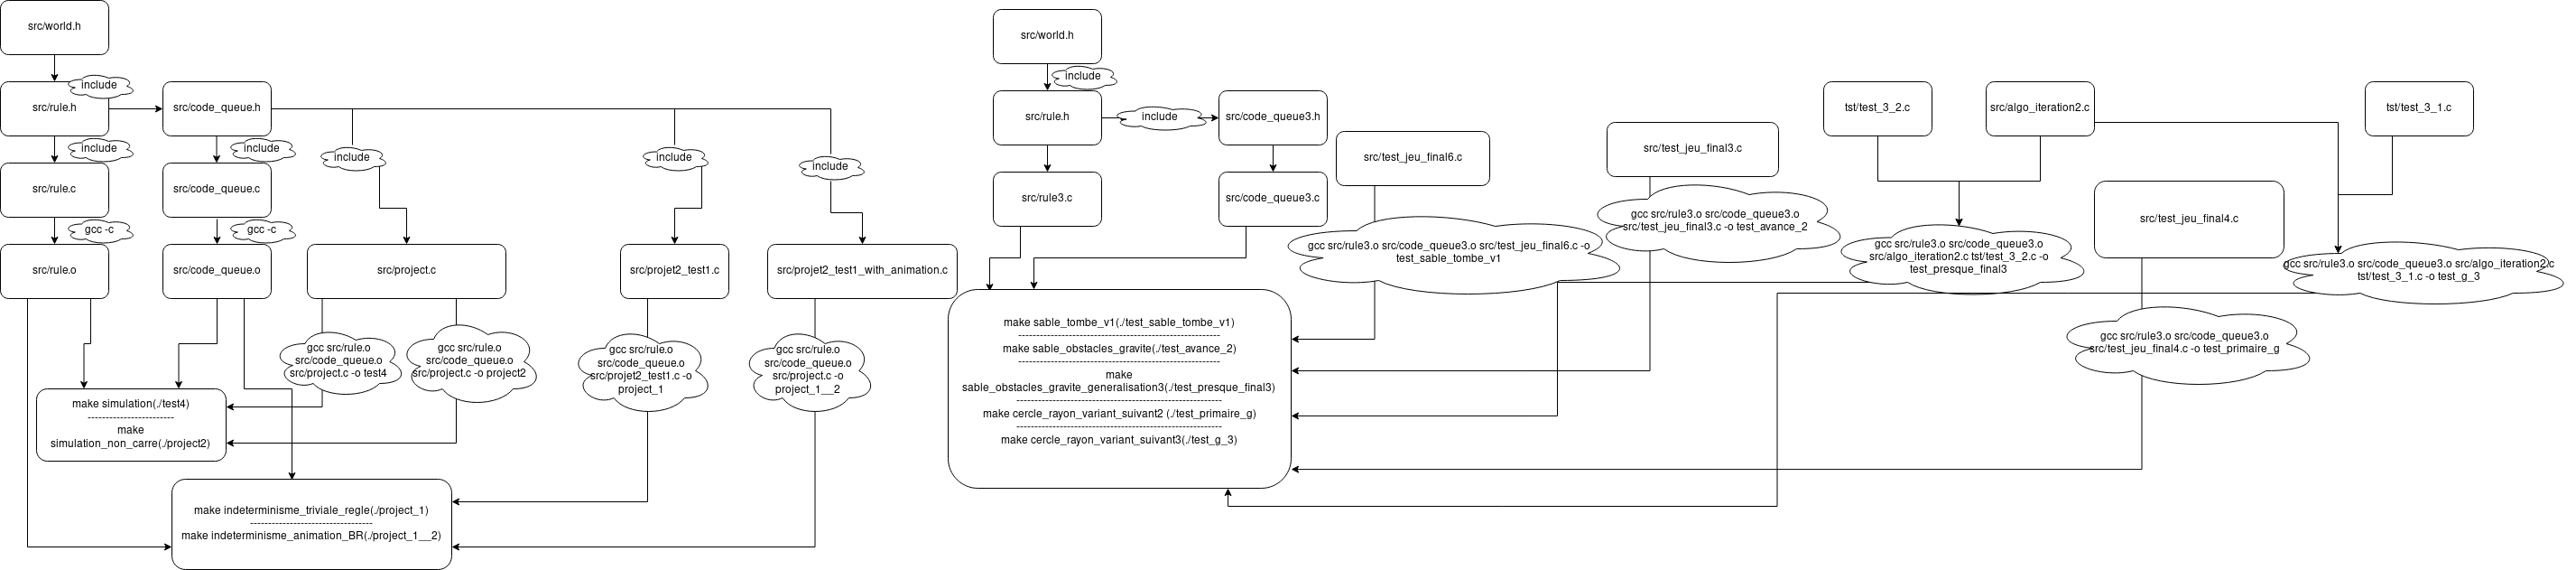 src/world.h
include
src/rule.h
src/code_queue.h
include
include
include
include
include
src/rule.c
src/code_queue.c
gcc -c
gcc -c
src/rule.o
src/code_queue.o
src/project.c
src/projet2_test1.c
src/projet2_test1_with_animation.c
gcc src/rule.o
src/code_queue.o
src/project.c -o test4
gcc src/rule.o
src/code_queue.o
src/project.c -o project2
gcc src/rule.o
src/code_queue.o
src/projet2_test1.c -o
project_1
gcc src/rule.o
src/code_queue.o
src/project.c -o
project_1__2
make simulation(./test4)
------------------------
make
simulation_non_carre(./project2)
make indeterminisme_triviale_regle(./project_1)
----------------------------------
make indeterminisme_animation_BR(./project_1__2)
src/world.h
include
src/rule.h
include
src/code_queue3.h
src/rule3.c
src/code_queue3.c
src/test_jeu_final6.c
src/test_jeu_final3.c
tst/test_3_2.c
src/algo_iteration2.c
tst/test_3_1.c
src/test_jeu_final4.c
gcc src/rule3.o src/code_queue3.o src/test_jeu_final6.c -o
test_sable_tombe_v1
gcc src/rule3.o src/code_queue3.o
src/test_jeu_final3.c -o test_avance_2
gcc src/rule3.o src/code_queue3.o
src/algo_iteration2.c tst/test_3_2.c -o
test_presque_final3
gcc src/rule3.o src/code_queue3.o src/algo_iteration2.c
tst/test_3_1.c -o test_g_3
gcc src/rule3.o src/code_queue3.o
src/test_jeu_final4.c -o test_primaire_g
make sable_tombe_v1(./test_sable_tombe_v1)
--------------------------------------------------------
make sable_obstacles_gravite(./test_avance_2)
--------------------------------------------------------
make
sable_obstacles_gravite_generalisation3(./test_presque_final3)
---------------------------------------------------------
make cercle_rayon_variant_suivant2 (./test_primaire_g)
---------------------------------------------------------
make cercle_rayon_variant_suivant3(./test_g_3)